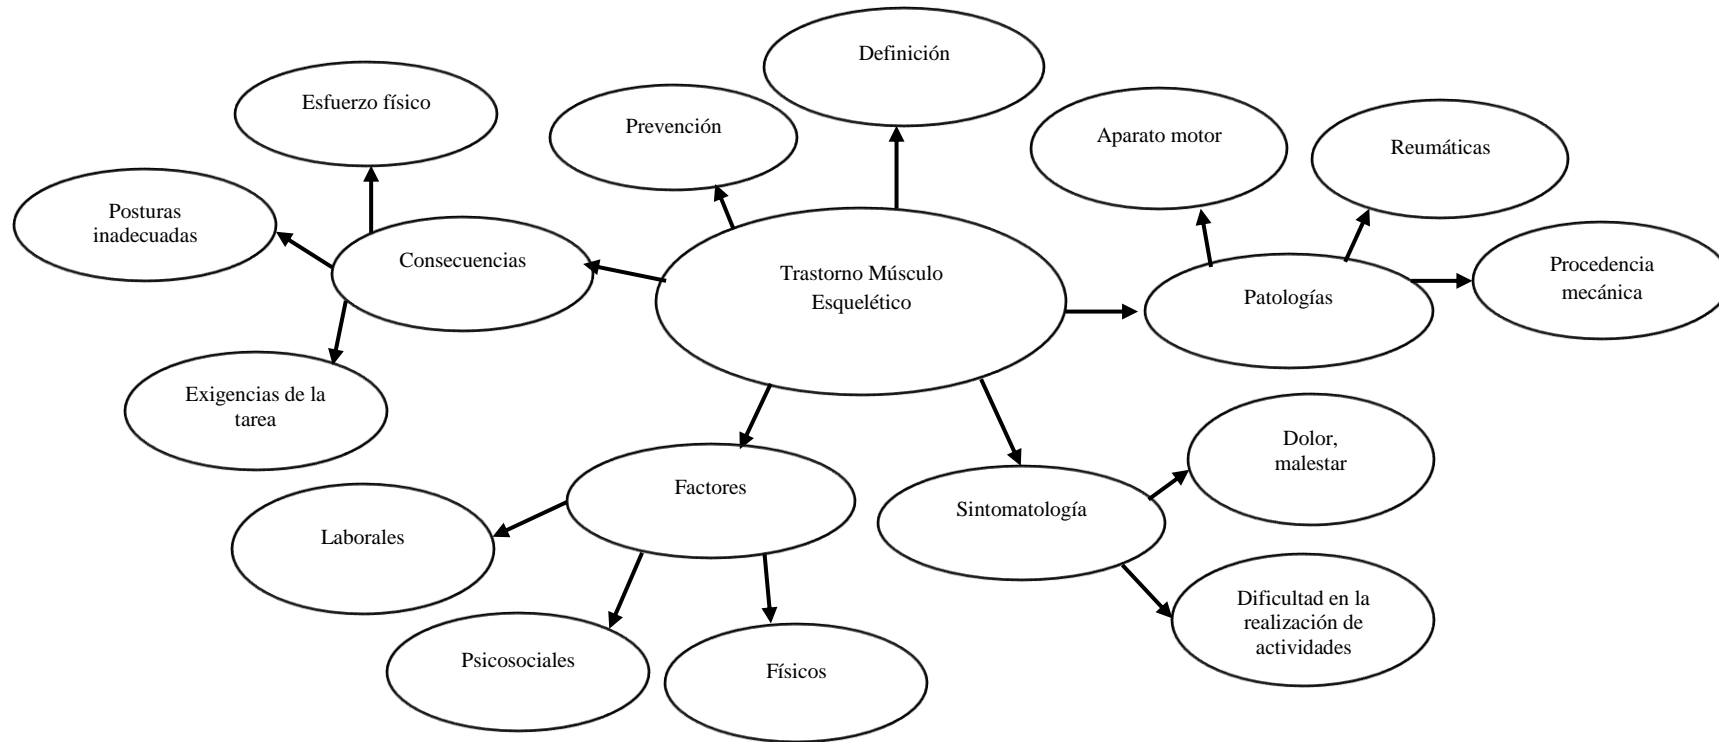 Definición
Esfuerzo físico
Prevención
Aparato motor
Reumáticas
Posturas
inadecuadas
Consecuencias
Trastorno Músculo
Esquelético
Patologías
Procedencia
mecánica
Exigencias de la
tarea
Factores
Sintomatología
Dolor,
malestar
Laborales
Psicosociales
Físicos
Dificultad en la
realización de
actividades